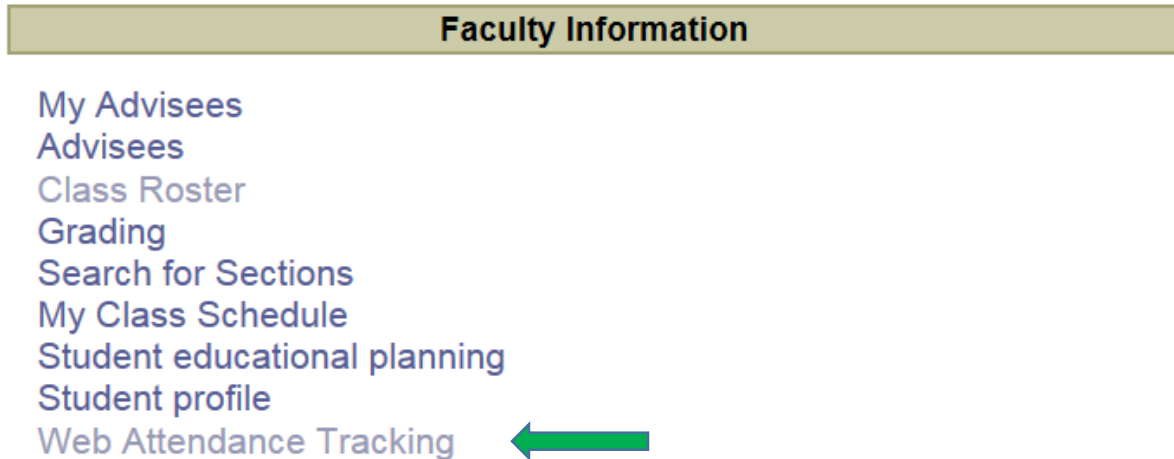 Faculty Information
My Advisees
Advisees
Class Roster
Grading
Search for Sections
My Class Schedule
Student educational planning
Student profile
Web Attendance Tracking